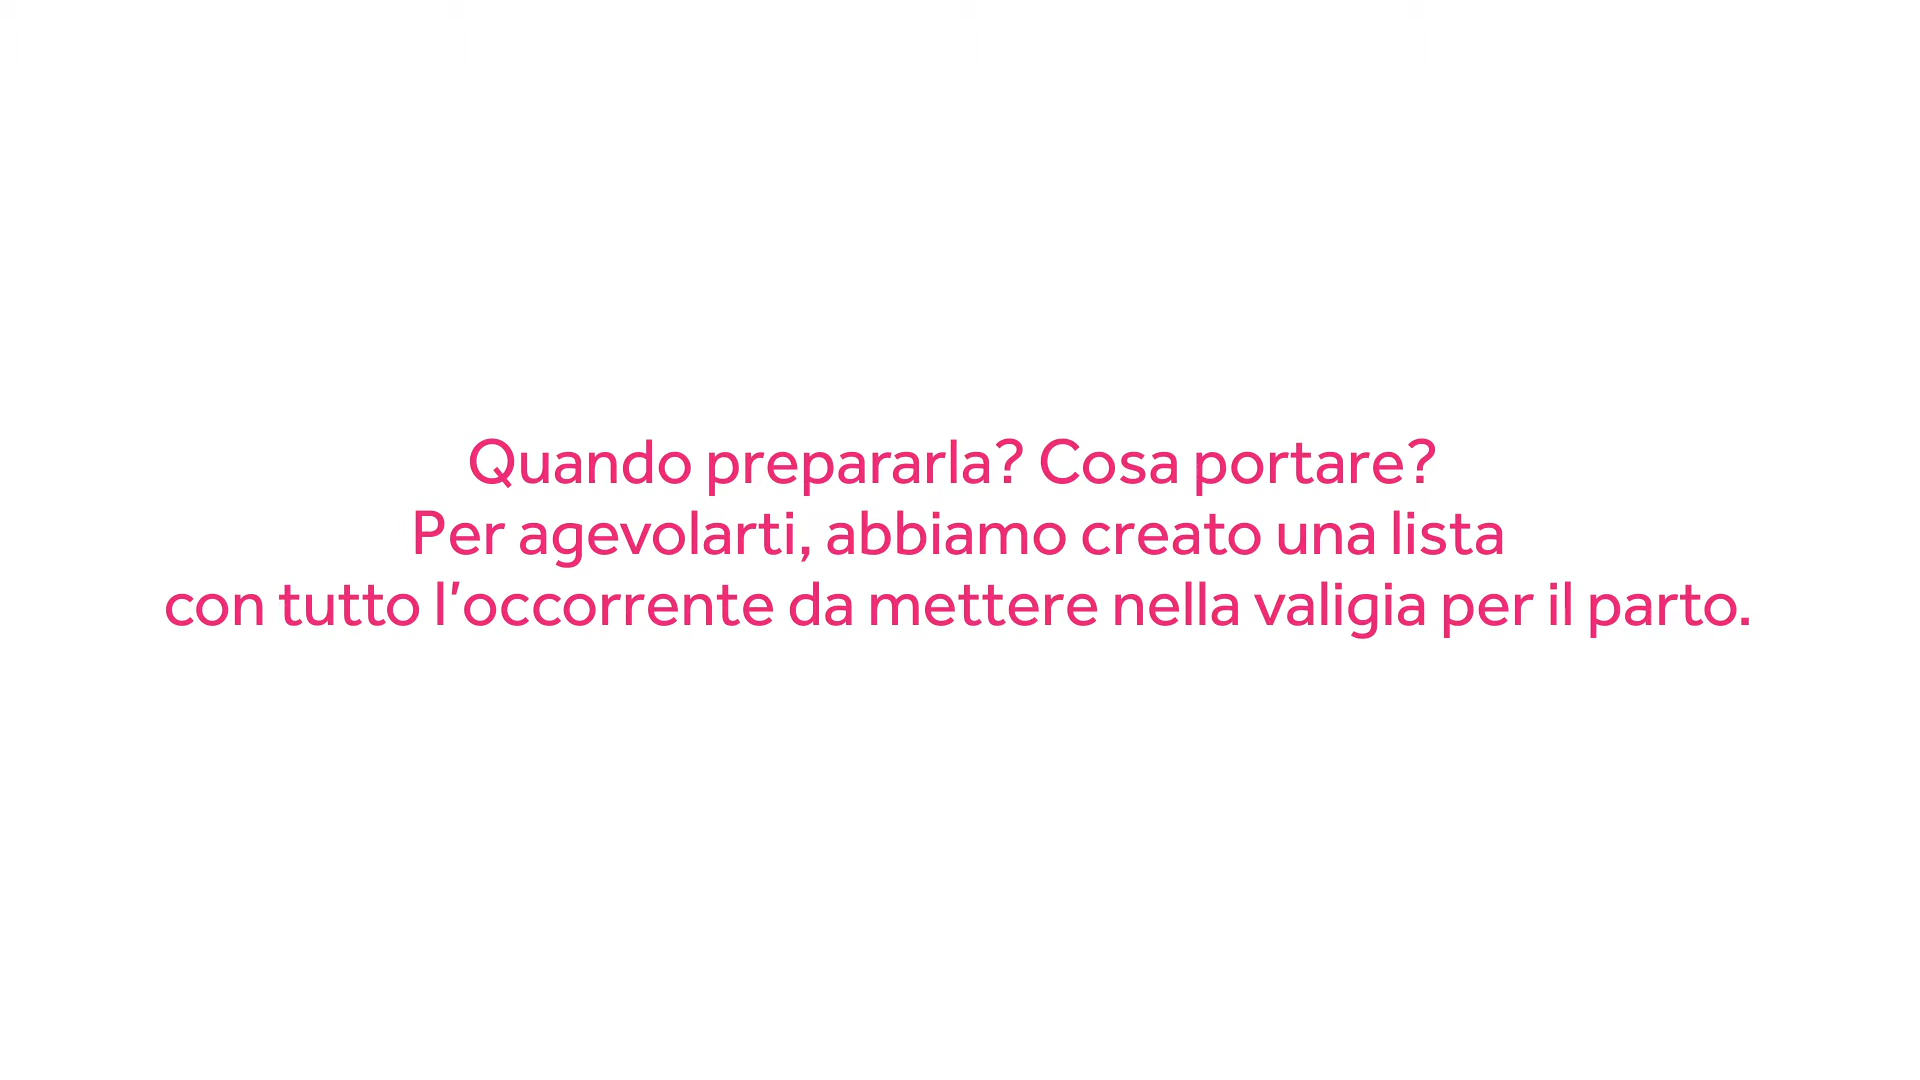 Quando prepararla? Cosa portare?
Per agevolarti, abbiamo creato una lista
con tutto l'occorrente da mettere nella valigia per il parto.